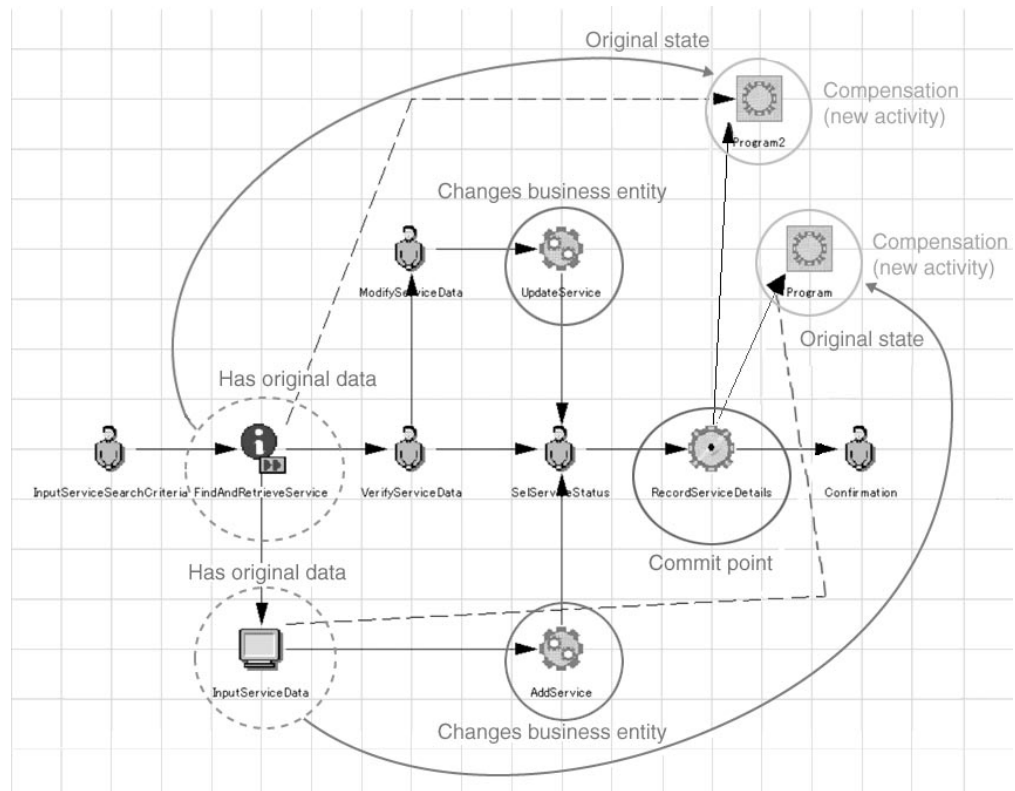 Original state
Compensation
(new activity)
Program2
Changes business entity
Compensation
(new activity)
ModifyServiceData
UpdateService
Program
Original state
Has original data
InputServiceSearchCriteria
FindAndRetrieveService
VerifyServiceData
SelServiceStatus
RecordServiceDetails
Confirmation
Commit point
Has original data
InputServiceData
AddService
Changes business entity